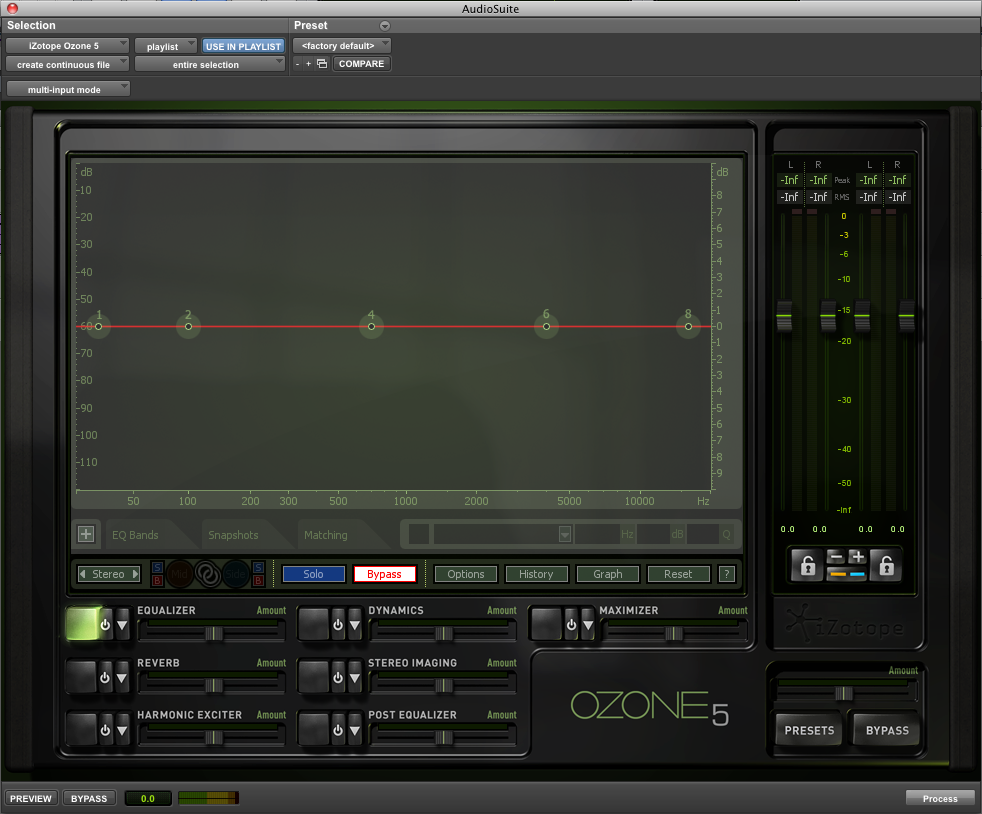 AudioSuite
Selection
Preset
iZotope Ozone 5
playlist
USE IN PLAYLIST
<factory default>
create continuous file
entire selection
- +
COMPARE
multi-input mode
dB
-10
-20
-30
-40
-50
60
-70
-80
-90
-100
-110
1
2
4
6
8
dB
-8
-7
-6
-5
-4
-3
-2
-1
-0
-1
-2
-3
-4
-5
-6
-7
-8
-9
50 100 200 300 500 1000 2000 5000 10000 Hz
+ EQ Bands Snapshots Matching Hz dB Q
Stereo S B Mid S B Solo Bypass Options History Graph Reset ?
L R L R
-Inf -Inf Peak -Inf -Inf
-Inf -Inf RMS -Inf -Inf
0
-3
-6
-10
-15
-20
-30
-40
-50
-Inf
0.0 0.0 0.0 0.0
- +
iZotope
EQUALIZER Amount
DYNAMICS Amount
MAXIMIZER Amount
REVERB Amount
STEREO IMAGING Amount
HARMONIC EXCITER Amount
POST EQUALIZER Amount
OZONE 5
Amount
PRESETS BYPASS
PREVIEW BYPASS 0.0 Process